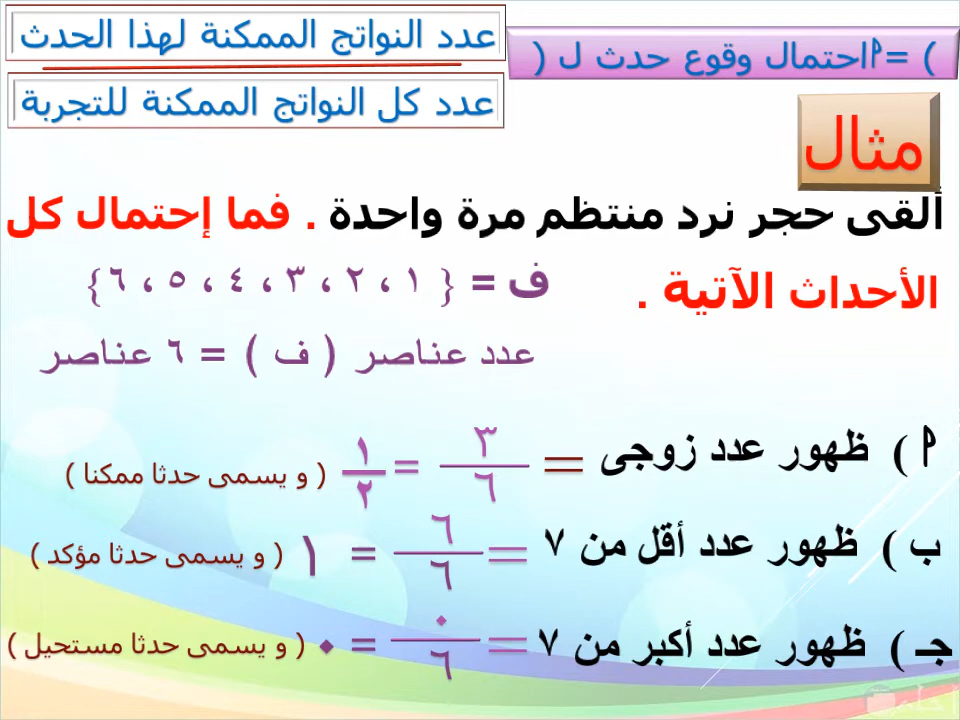 احتمال وقوع حدث ل ( أ ) =
عدد النواتج الممكنة لهذا الحدث
عدد كل النواتج الممكنة للتجربة
مثال
ألقى حجر نرد منتظم مرة واحدة . فما إحتمال كل
الأحداث الآتية .
ف = { ١ ، ٢ ، ٣ ، ٤ ، ٥ ، ٦ }
عدد عناصر ( ف ) = ٦ عناصر
أ ) ظهور عدد زوجى = ٣/٦ = ١/٢ ( و يسمى حدثا ممكنا )
ب ) ظهور عدد أقل من ٧ = ٦/٦ = ١ ( و يسمى حدثا مؤكد )
جـ ) ظهور عدد أكبر من ٧ = ٠/٦ = ٠ ( و يسمى حدثا مستحيل )